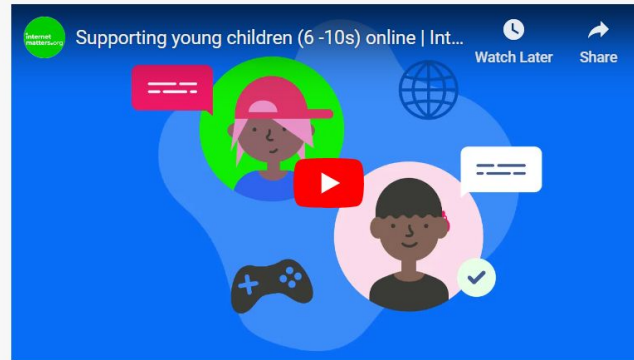 internet
matters.org
Supporting young children (6 -10s) online | Int...
Watch Later
Share